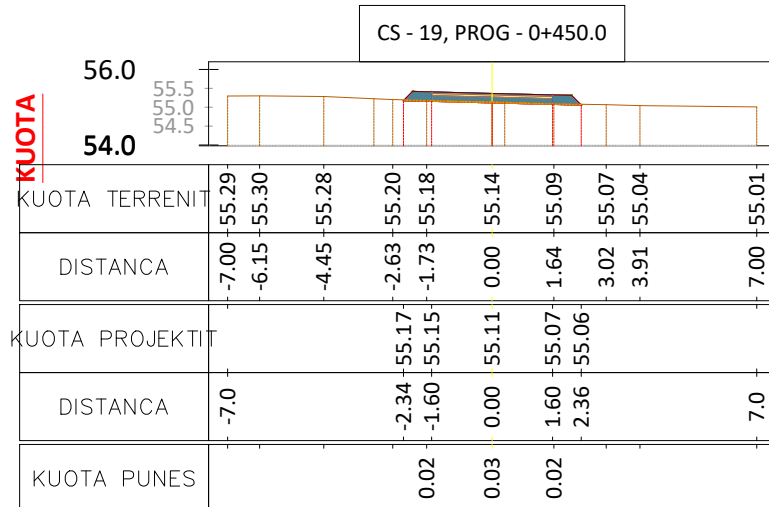 CS - 19, PROG - 0+450.0
56.0
55.5
55.0
54.5
54.0
KUOTA
KUOTA TERRENIT 55.29 55.30 55.28 55.20 55.18 55.14 55.09 55.07 55.04 55.01
DISTANCA -7.00 -6.15 -4.45 -2.63 -1.73 0.00 1.64 3.02 3.91 7.00
KUOTA PROJEKTIT 55.17 55.15 55.11 55.07 55.06
DISTANCA -7.0 -2.34 -1.60 0.00 1.60 2.36 7.0
KUOTA PUNES 0.02 0.03 0.02